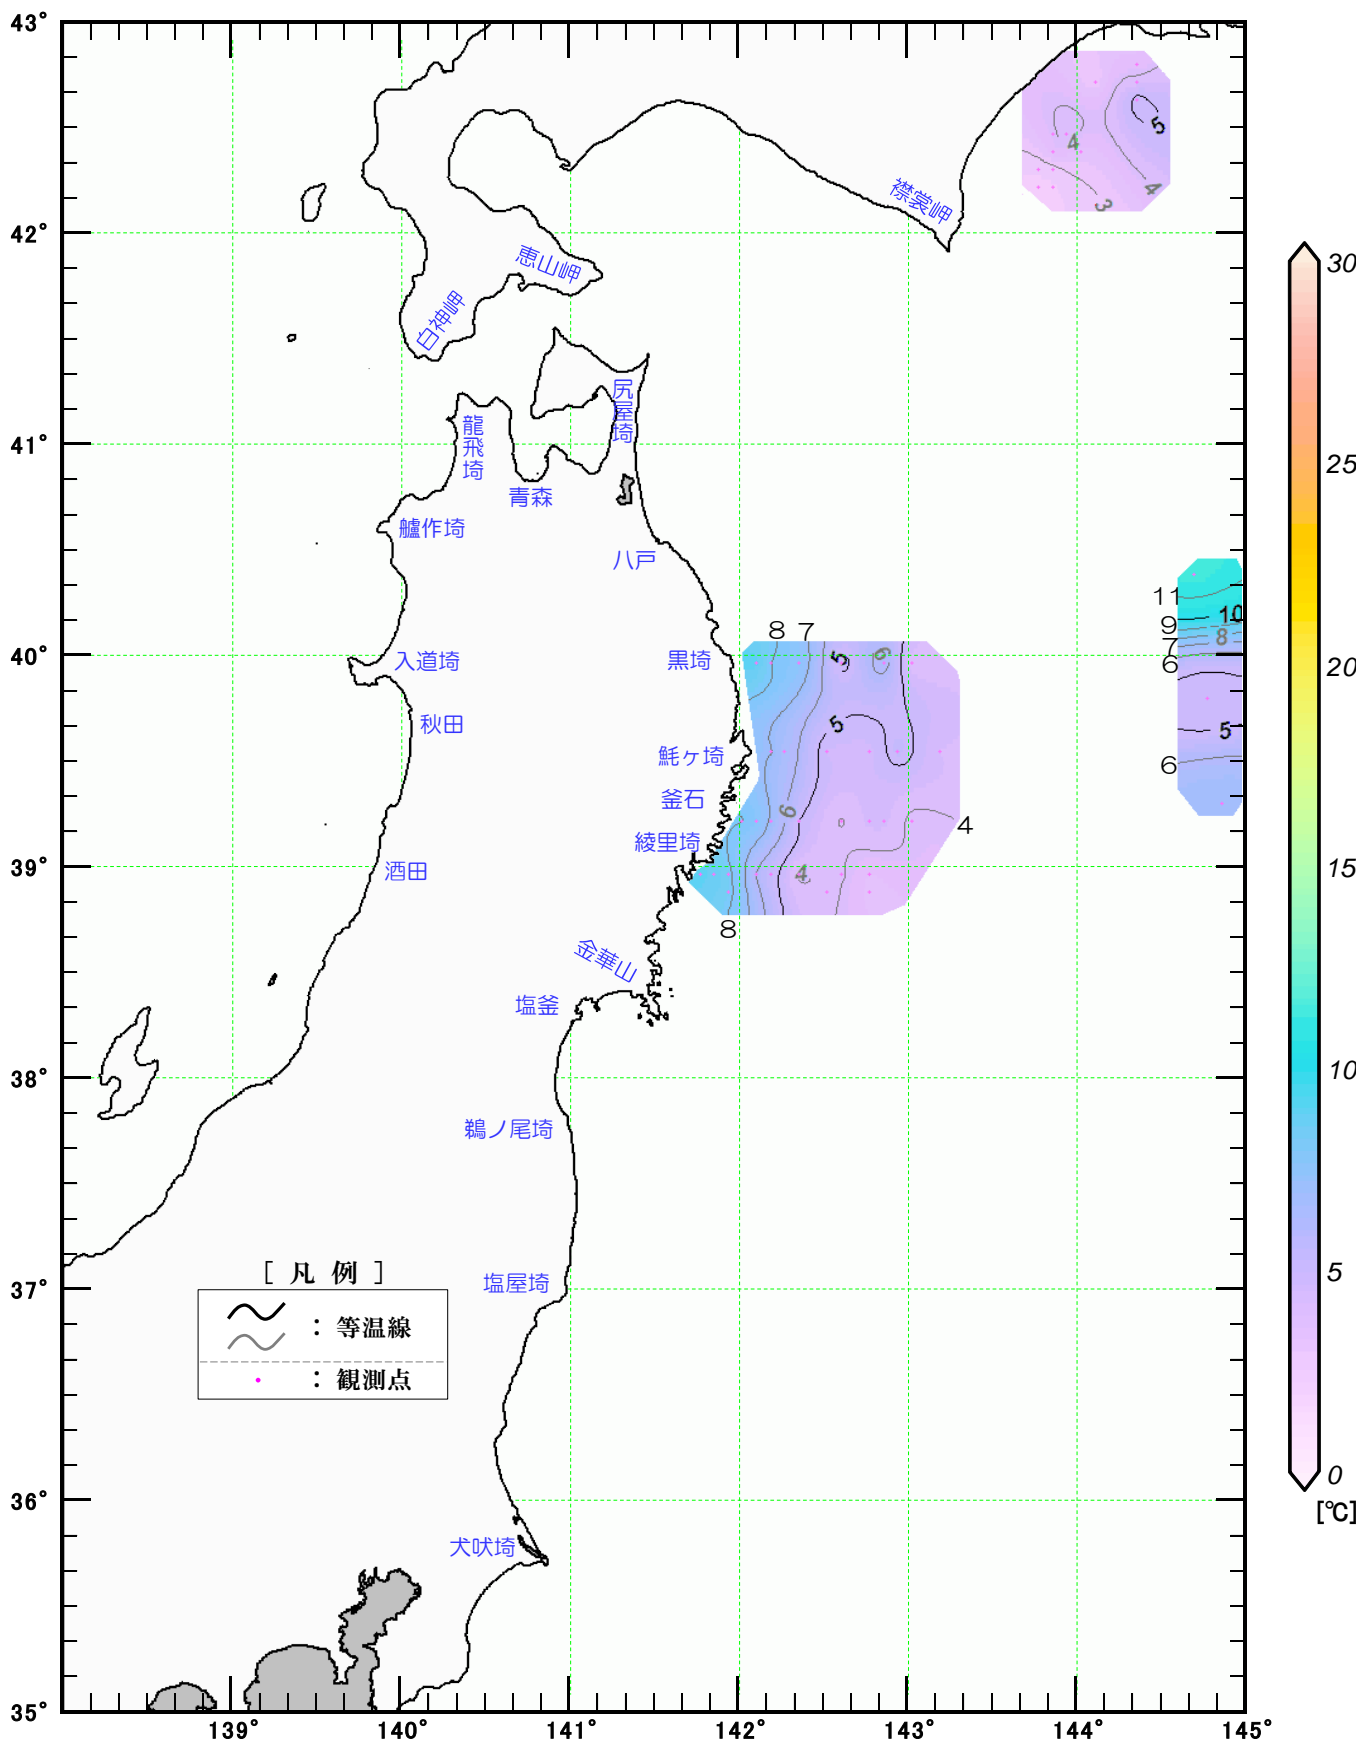 43°
42°
41°
40°
39°
38°
37°
36°
35°
139°
140°
141°
142°
143°
144°
145°
襟裳岬
恵山岬
白神岬
尻屋埼
龍飛埼
青森
艫作埼
八戸
入道埼
黒埼
秋田
魹ヶ埼
釜石
綾里埼
酒田
金華山
塩釜
鵜ノ尾埼
塩屋埼
犬吠埼
5
4
4
3
11
10
9
8
7
6
5
6
8
7
5
6
5
6
4
4
8
[ 凡 例 ]
：等温線
：観測点
30
25
20
15
10
5
0
[℃]